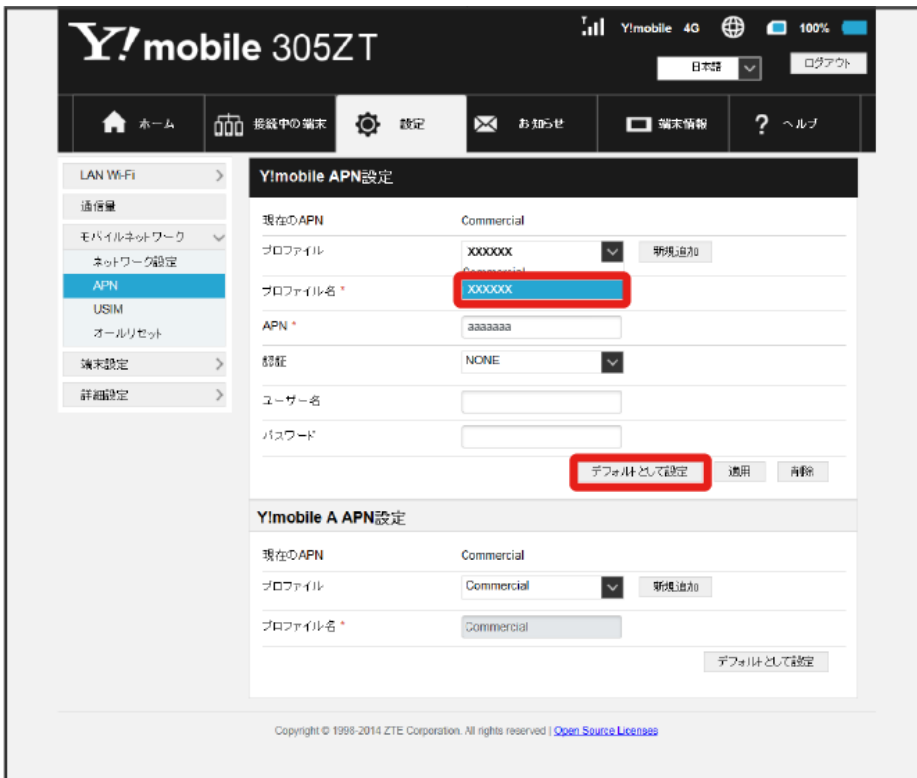 Y! mobile 305ZT
Y!mobile 4G 100%
日本語 ログアウト
ホーム 接続中の端末 設定 お知らせ 端末情報 ? ヘルプ
LAN Wi-Fi
通信量
モバイルネットワーク
ネットワーク設定
APN
USIM
オールリセット
端末設定
詳細設定
Y!mobile APN設定
現在のAPN Commercial
プロファイル XXXXXX 新規追加
Commercial
プロファイル名 * XXXXXX
APN * aaaaaaa
認証 NONE
ユーザー名
パスワード
デフォルトとして設定 適用 削除
Y!mobile A APN設定
現在のAPN Commercial
プロファイル Commercial 新規追加
プロファイル名 * Commercial
デフォルトとして設定
Copyright © 1998-2014 ZTE Corporation. All rights reserved | Open Source Licenses